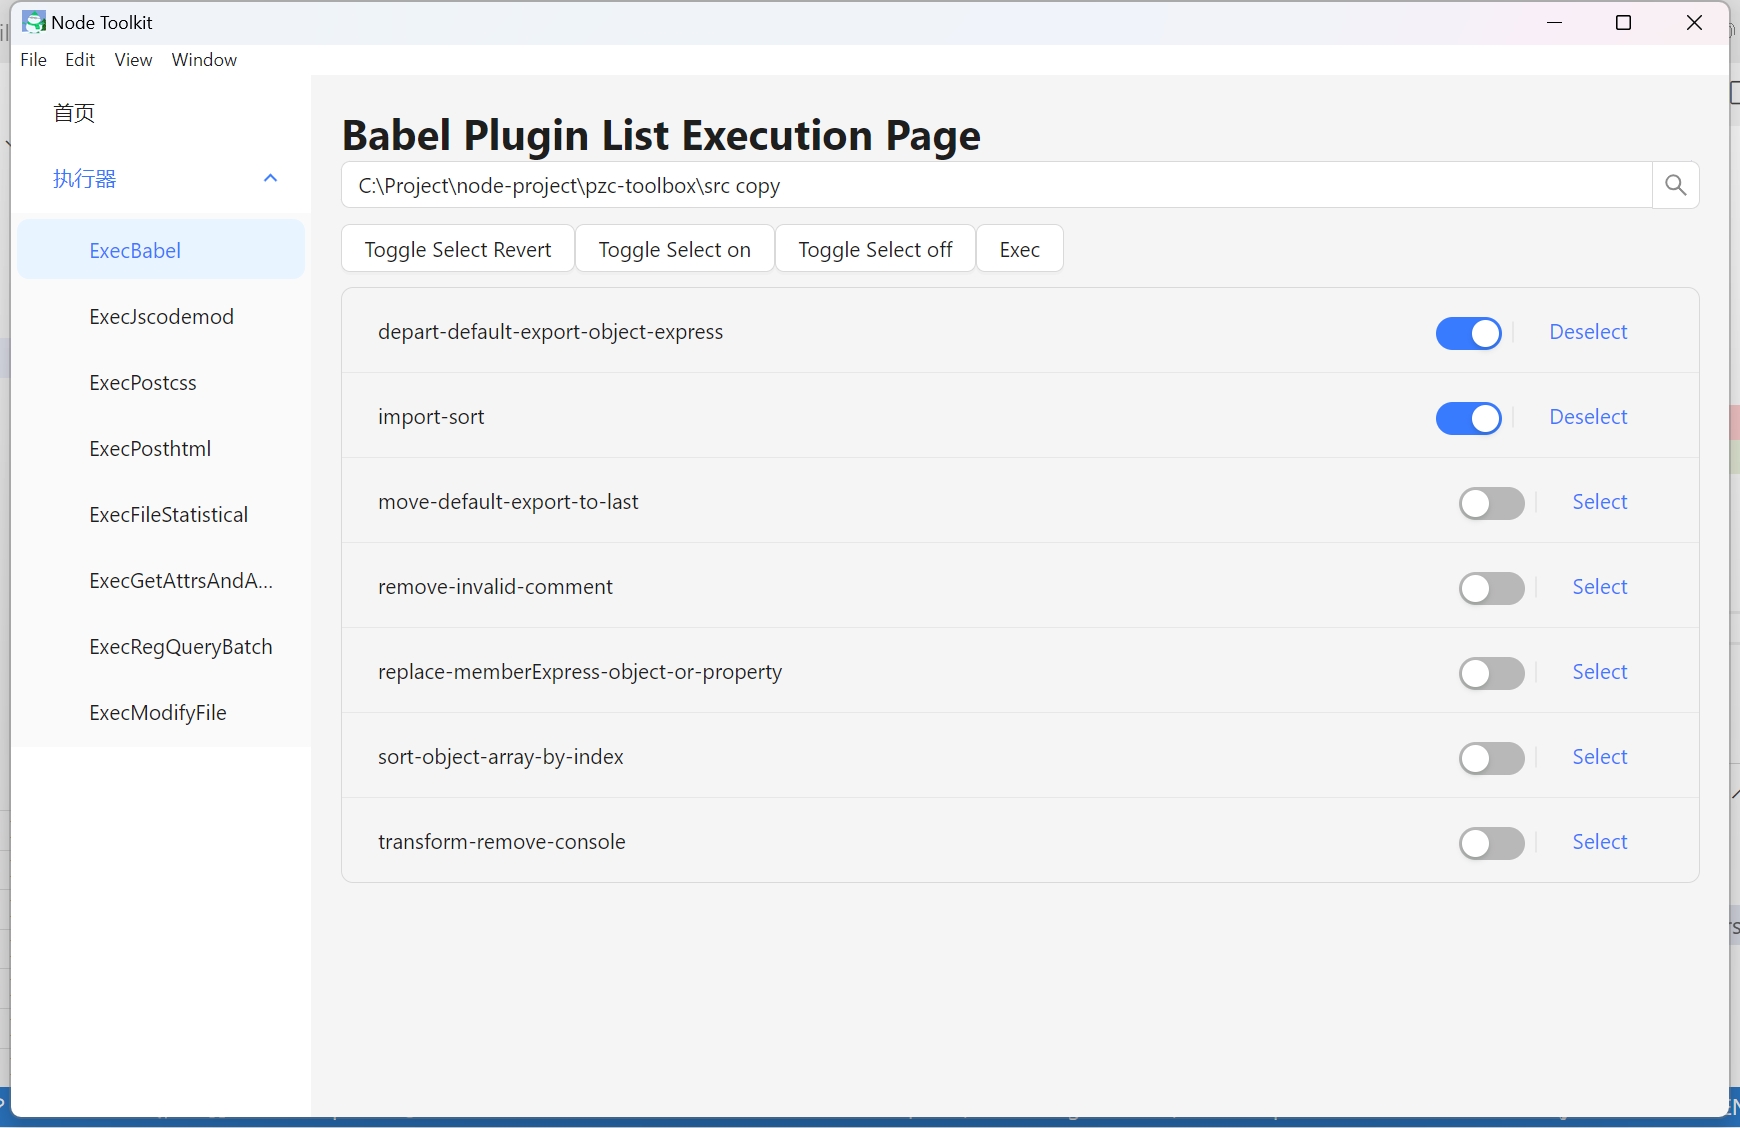 Node Toolkit
File Edit View Window
首页
执行器
ExecBabel
ExecJscodemod
ExecPostcss
ExecPosthtml
ExecFileStatistical
ExecGetAttrsAndA...
ExecRegQueryBatch
ExecModifyFile
Babel Plugin List Execution Page
C:\Project\node-project\pzc-toolbox\src copy
Toggle Select Revert Toggle Select on Toggle Select off Exec
depart-default-export-object-express Deselect
import-sort Deselect
move-default-export-to-last Select
remove-invalid-comment Select
replace-memberExpress-object-or-property Select
sort-object-array-by-index Select
transform-remove-console Select